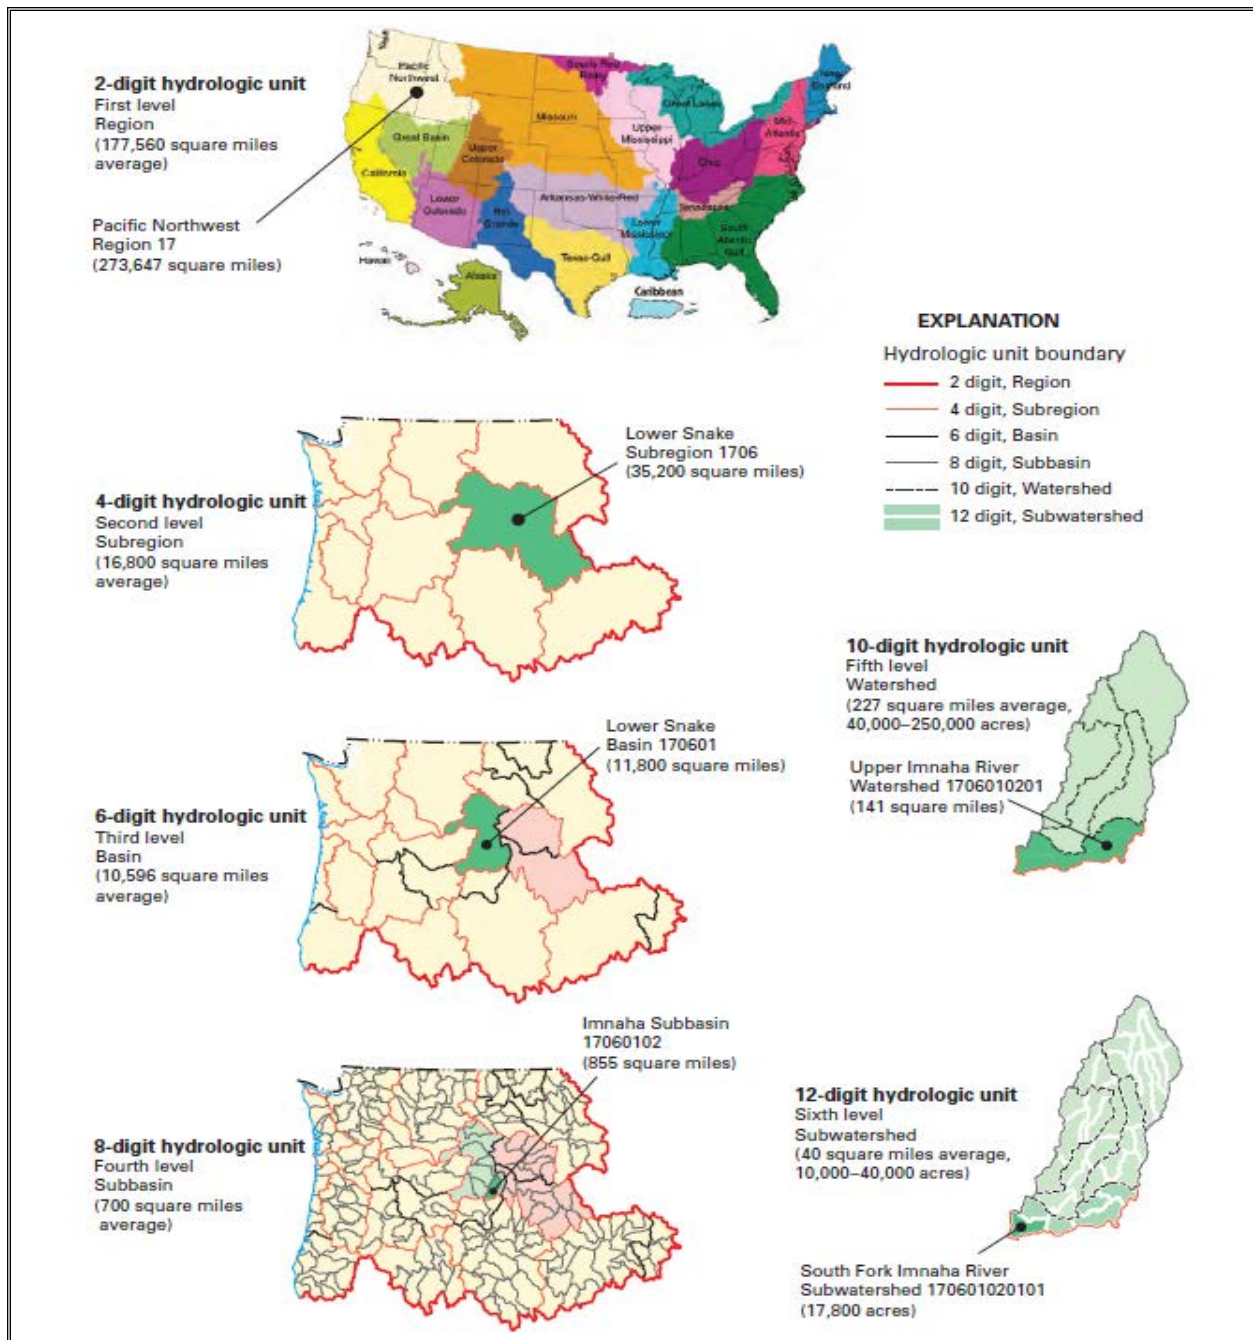 2-digit hydrologic unit
First level
Region
(177,560 square miles
average)
Pacific Northwest
Region 17
(273,647 square miles)
Pacific
Northwest
Souris Red
Rainy
New
England
Great Lakes
Missouri
Upper
Mississippi
Mid-
Atlantic
Great Basin
Upper
Colorado
Ohio
California
Lower
Colorado
Arkansas-White-Red
Tennessee
Rio
Grande
Lower
Mississippi
South
Atlantic
Gulf
Texas-Gulf
Hawaii
Alaska
Caribbean
EXPLANATION
Hydrologic unit boundary
2 digit, Region
4 digit, Subregion
6 digit, Basin
8 digit, Subbasin
10 digit, Watershed
12 digit, Subwatershed
4-digit hydrologic unit
Second level
Subregion
(16,800 square miles
average)
Lower Snake
Subregion 1706
(35,200 square miles)
6-digit hydrologic unit
Third level
Basin
(10,596 square miles
average)
Lower Snake
Basin 170601
(11,800 square miles)
8-digit hydrologic unit
Fourth level
Subbasin
(700 square miles
average)
Imnaha Subbasin
17060102
(855 square miles)
10-digit hydrologic unit
Fifth level
Watershed
(227 square miles average,
40,000–250,000 acres)
Upper Imnaha River
Watershed 1706010201
(141 square miles)
12-digit hydrologic unit
Sixth level
Subwatershed
(40 square miles average,
10,000–40,000 acres)
South Fork Imnaha River
Subwatershed 170601020101
(17,800 acres)